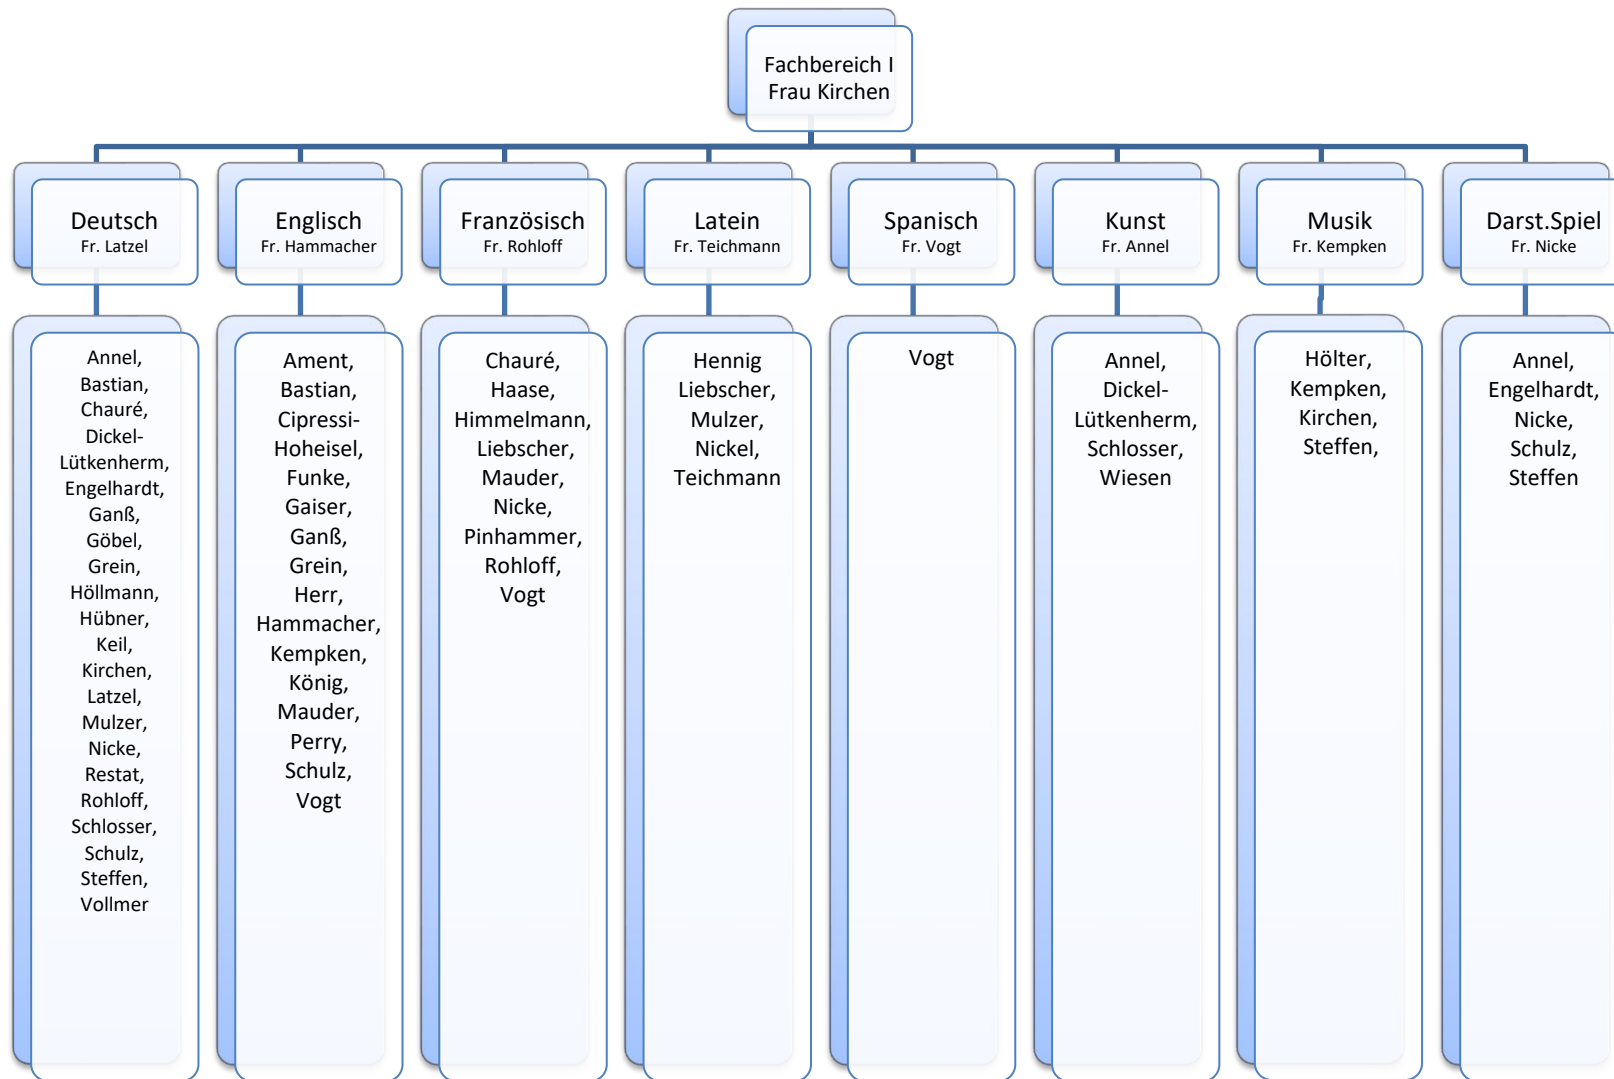 Fachbereich I
Frau Kirchen
Deutsch
Fr. Latzel
Englisch
Fr. Hammacher
Französisch
Fr. Rohloff
Latein
Fr. Teichmann
Spanisch
Fr. Vogt
Kunst
Fr. Annel
Musik
Fr. Kempken
Darst.Spiel
Fr. Nicke
Annel,
Bastian,
Chauré,
Dickel-
Lütkenherm,
Engelhardt,
Ganß,
Göbel,
Grein,
Höllmann,
Hübner,
Keil,
Kirchen,
Latzel,
Mulzer,
Nicke,
Restat,
Rohloff,
Schlosser,
Schulz,
Steffen,
Vollmer
Ament,
Bastian,
Cipressi-
Hoheisel,
Funke,
Gaiser,
Ganß,
Grein,
Herr,
Hammacher,
Kempken,
König,
Mauder,
Perry,
Schulz,
Vogt
Chauré,
Haase,
Himmelmann,
Liebscher,
Mauder,
Nicke,
Pinhammer,
Rohloff,
Vogt
Hennig
Liebscher,
Mulzer,
Nickel,
Teichmann
Vogt
Annel,
Dickel-
Lütkenherm,
Schlosser,
Wiesen
Hölter,
Kempken,
Kirchen,
Steffen,
Annel,
Engelhardt,
Nicke,
Schulz,
Steffen